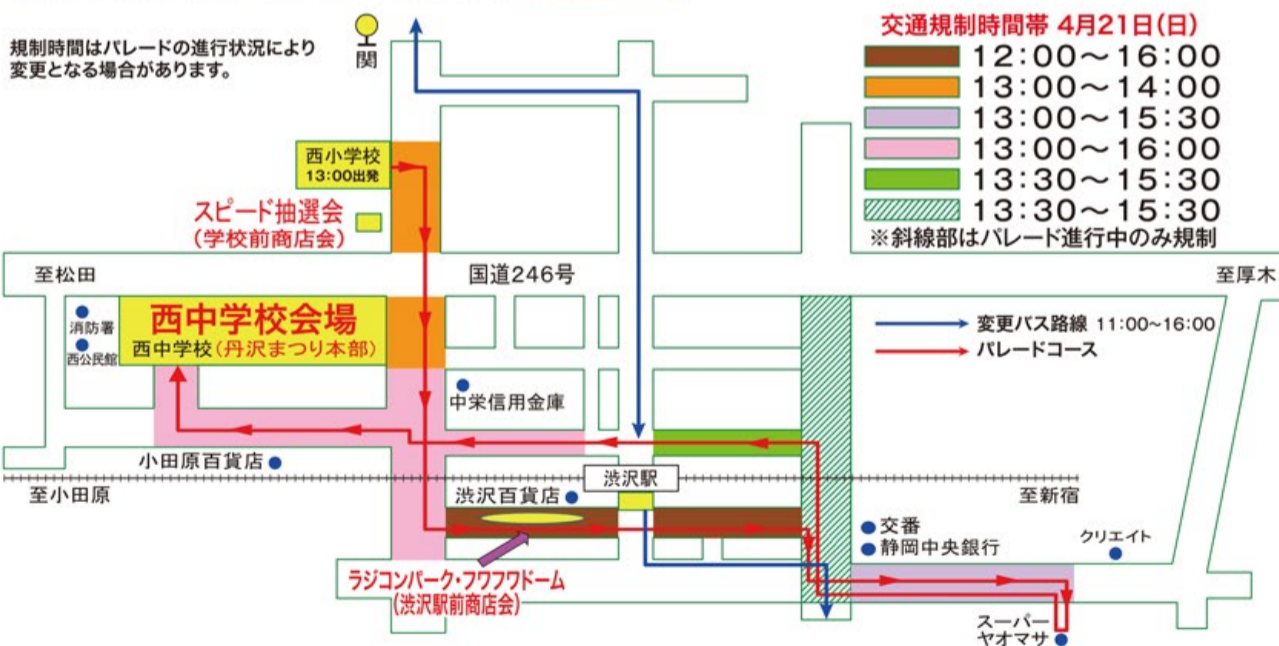 規制時間はパレードの進行状況により
変更となる場合があります。
関
交通規制時間帯 4月21日(日)
12:00～16:00
13:00～14:00
13:00～15:30
13:00～16:00
13:30～15:30
13:30～15:30
※斜線部はパレード進行中のみ規制
西小学校
13:00出発
スピード抽選会
(学校前商店会)
至松田
国道246号
至厚木
消防署
西公民館
西中学校会場
西中学校(丹沢まつり本部)
変更バス路線 11:00~16:00
パレードコース
中栄信用金庫
小田原百貨店
渋沢駅
至小田原
渋沢百貨店
至新宿
交番
静岡中央銀行
クリエイト
ラジコンパーク・フワフワドーム
(渋沢駅前商店会)
スーパー
ヤオマサ